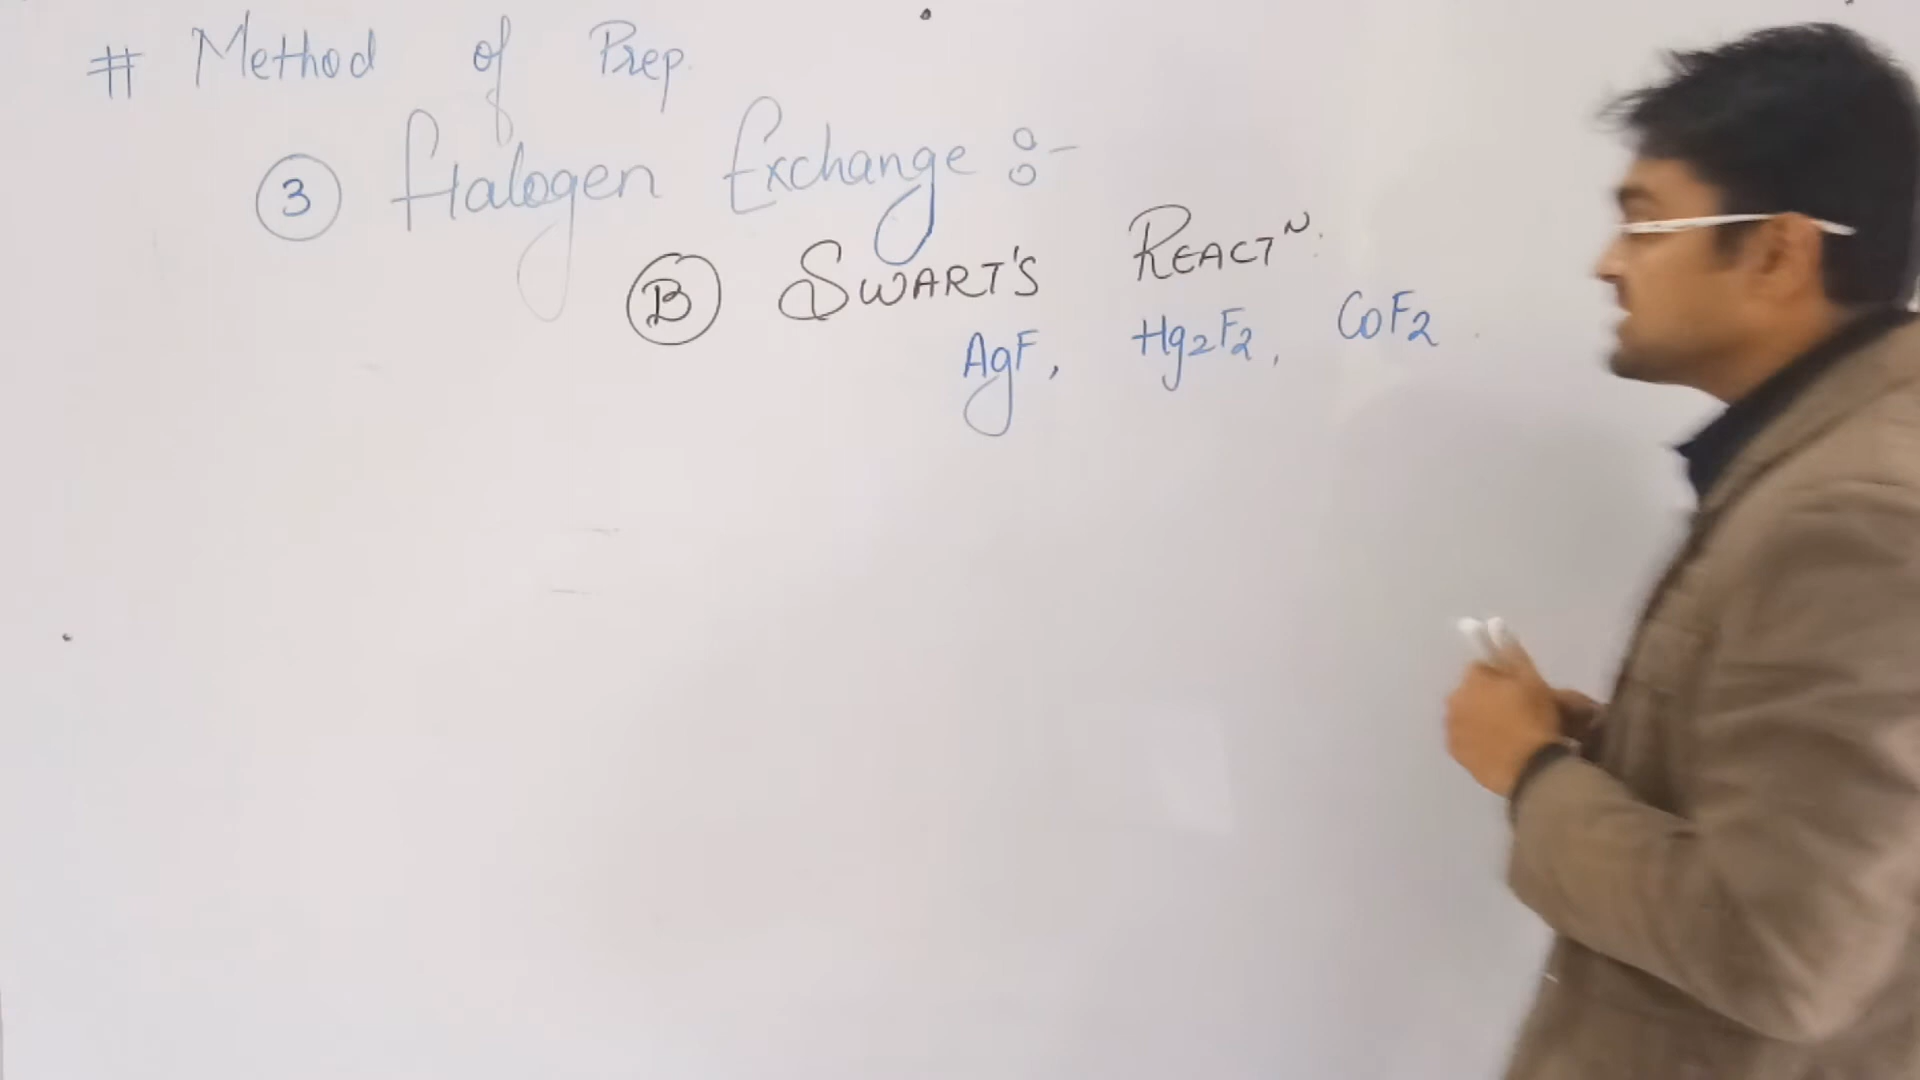 # Method of Prep.
③ Halogen Exchange :-
Ⓑ SWART'S REACTᴺ.
AgF, Hg₂F₂, CoF₂